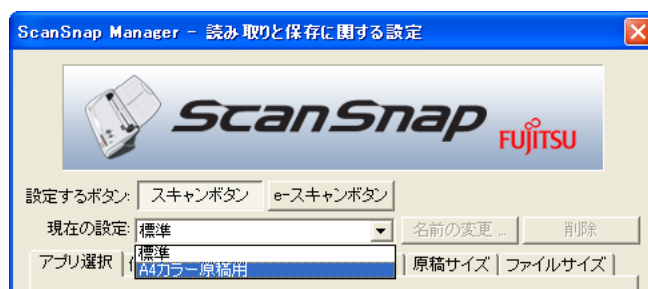 ScanSnap Manager - 読み取りと保存に関する設定
ScanSnap
FUJITSU
設定するボタン: スキャンボタン e-スキャンボタン
現在の設定: 標準 名前の変更 ... 削除
標準
A4カラー原稿用
アプリ選択 原稿サイズ ファイルサイズ